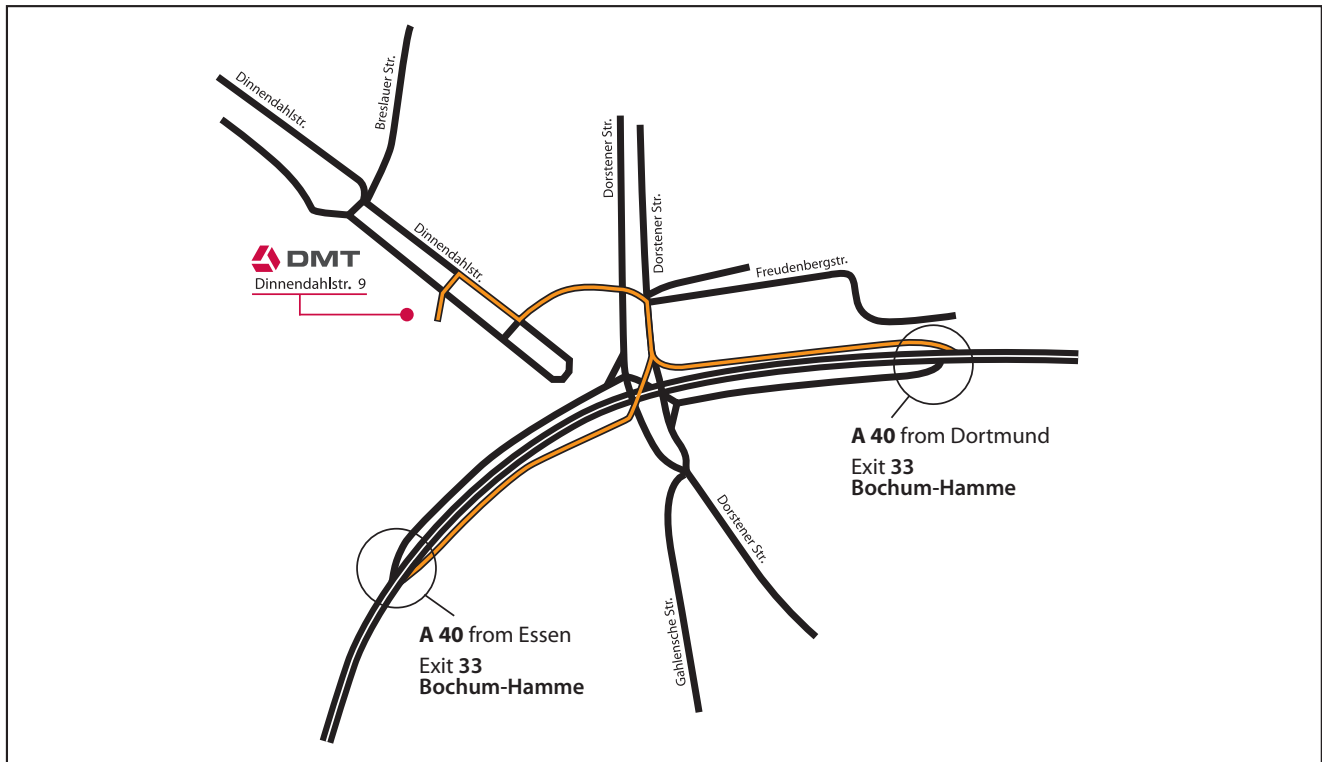 Dinnendahlstr.
Breslauer Str.
Dorstener Str.
Dorstener Str.
Dinnendahlstr.
Freudenbergstr.
DMT
Dinnendahlstr. 9
A 40 from Dortmund
Exit 33
Bochum-Hamme
Dorstener Str.
Gahlensche Str.
A 40 from Essen
Exit 33
Bochum-Hamme